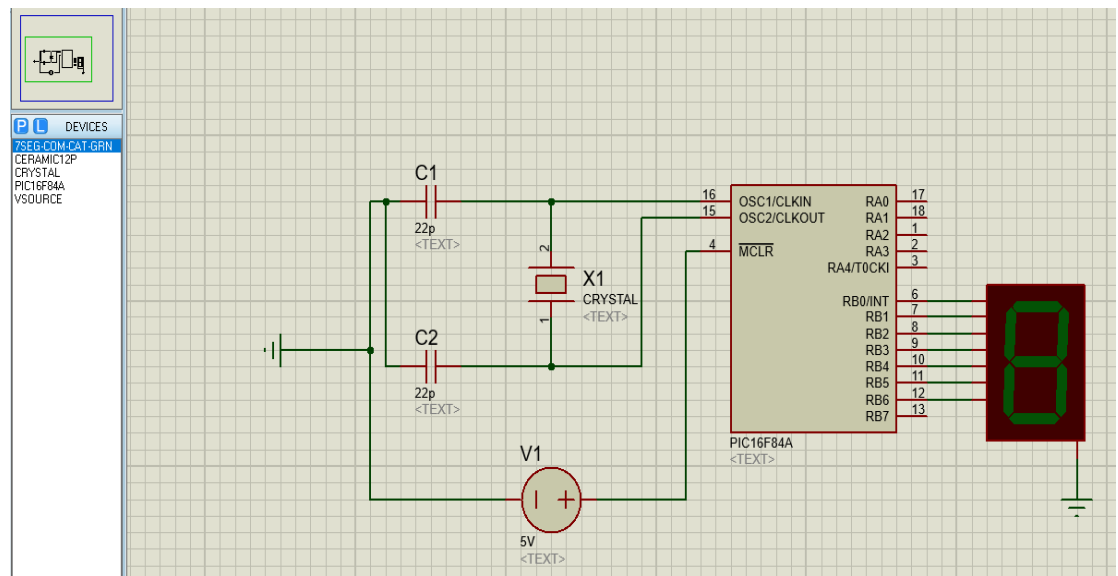 P L DEVICES
7SEG-COM-CAT-GRN
CERAMIC12P
CRYSTAL
PIC16F84A
VSOURCE
C1
22p
<TEXT>
2
X1
CRYSTAL
<TEXT>
1
C2
22p
<TEXT>
V1
5V
<TEXT>
16 OSC1/CLKIN
15 OSC2/CLKOUT
4 MCLR
RA0 17
RA1 18
RA2 1
RA3 2
RA4/T0CKI 3
RB0/INT 6
RB1 7
RB2 8
RB3 9
RB4 10
RB5 11
RB6 12
RB7 13
PIC16F84A
<TEXT>